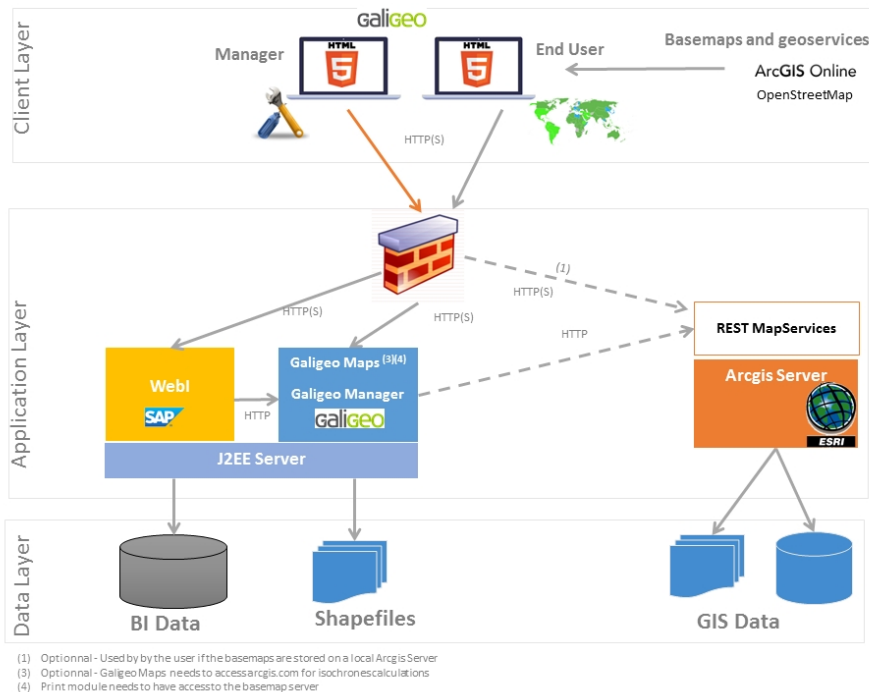 Client Layer
Galigeo
Manager
HTML
5
HTML
5
End User
Basemaps and geoservices
ArcGIS Online
OpenStreetMap
HTTP(S)
Application Layer
(1)
HTTP(S)
HTTP(S)
HTTP(S)
HTTP
REST MapServices
WebI
SAP
HTTP
Galigeo Maps (3)(4)
Galigeo Manager
Galigeo
Arcgis Server
ESRI
J2EE Server
Data Layer
BI Data
Shapefiles
GIS Data
(1) Optionnal - Used by by the user if the basemaps are stored on a local Arcgis Server
(3) Optionnal - Galigeo Maps needs to access arcgis.com for isochrones calculations
(4) Print module needs to have access to the basemap server